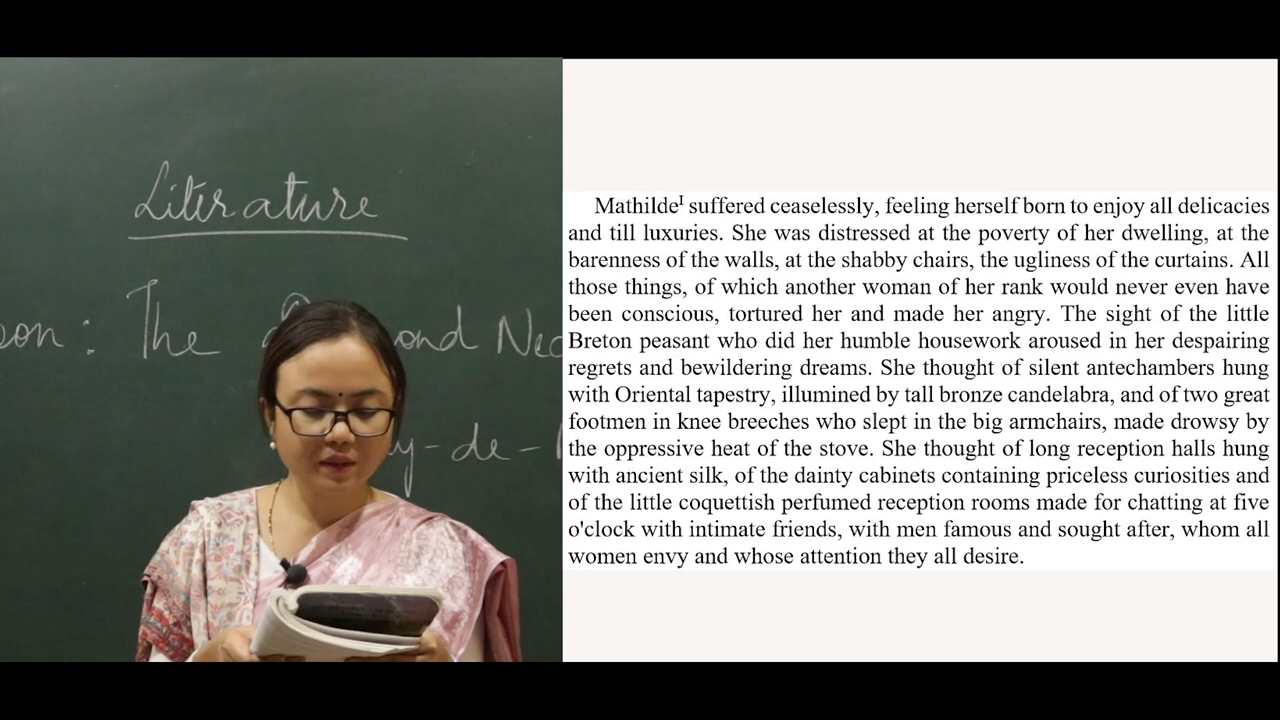 Literature
son : The ond Nec
y-de-
Mathilde¹ suffered ceaselessly, feeling herself born to enjoy all delicacies
and till luxuries. She was distressed at the poverty of her dwelling, at the
barenness of the walls, at the shabby chairs, the ugliness of the curtains. All
those things, of which another woman of her rank would never even have
been conscious, tortured her and made her angry. The sight of the little
Breton peasant who did her humble housework aroused in her despairing
regrets and bewildering dreams. She thought of silent antechambers hung
with Oriental tapestry, illumined by tall bronze candelabra, and of two great
footmen in knee breeches who slept in the big armchairs, made drowsy by
the oppressive heat of the stove. She thought of long reception halls hung
with ancient silk, of the dainty cabinets containing priceless curiosities and
of the little coquettish perfumed reception rooms made for chatting at five
o'clock with intimate friends, with men famous and sought after, whom all
women envy and whose attention they all desire.